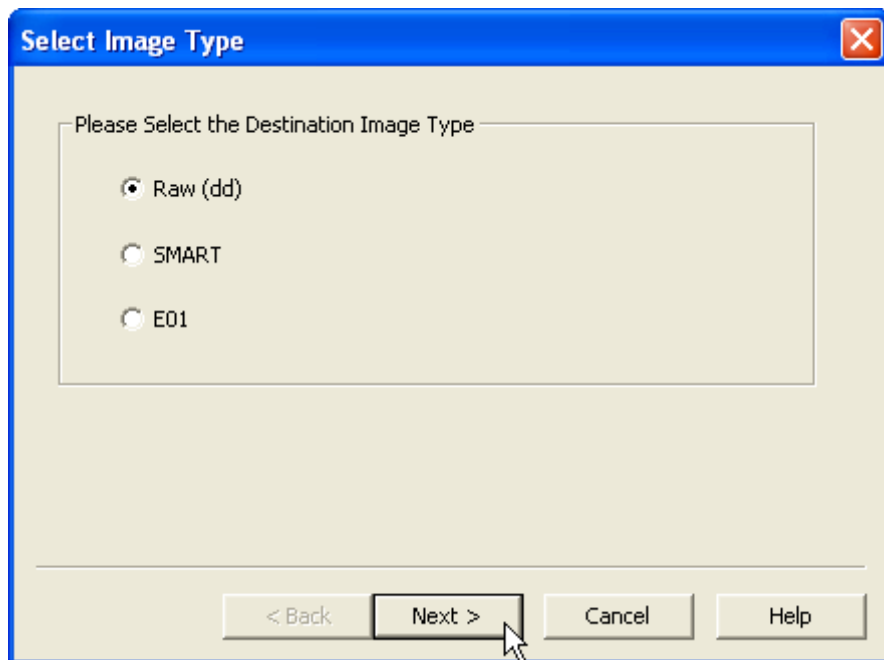 Select Image Type
Please Select the Destination Image Type
Raw (dd)
SMART
E01
< Back Next > Cancel Help